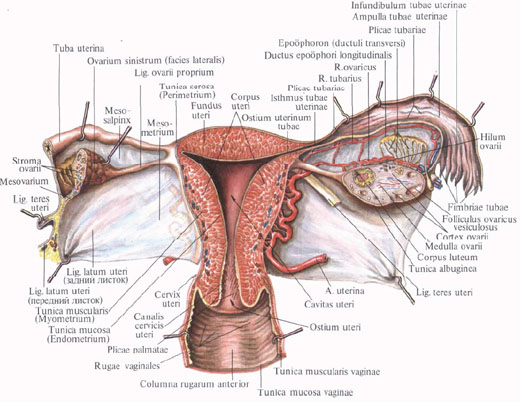 Infundibulum tubae uterinae
Ampulla tubae uterinae
Plicae tubariae
Epoöphoron (ductuli transversi)
Ductus epoöphori longitudinalis
R.ovaricus
R. tubarius
Plicae tubariae
Isthmus tubae
uterinae
Ostium uterinum
tubae
Corpus
uteri
Fundus
uteri
Tunica serosa
(Perimetrium)
Tuba uterina
Ovarium sinistrum (facies lateralis)
Lig. ovarii proprium
Meso-
salpinx
Meso-
metrium
Hilum
ovarii
Stroma
ovarii
Mesovarium
Lig. teres
uteri
Fimbriae tubae
Folliculus ovaricus
vesiculosus
Cortex ovarii
Medulla ovarii
Corpus luteum
Tunica albuginea
Lig. latum uteri
(задний листок)
Lig. latum uteri
(передний листок)
Tunica muscularis
(Myometrium)
Tunica mucosa
(Endometrium)
Cervix
uteri
Canalis
cervicis
uteri
Plicae palmatae
Rugae vaginales
Columna rugarum anterior
A. uterina
Cavitas uteri
Lig. teres uteri
Ostium uteri
Tunica muscularis vaginae
Tunica mucosa vaginae